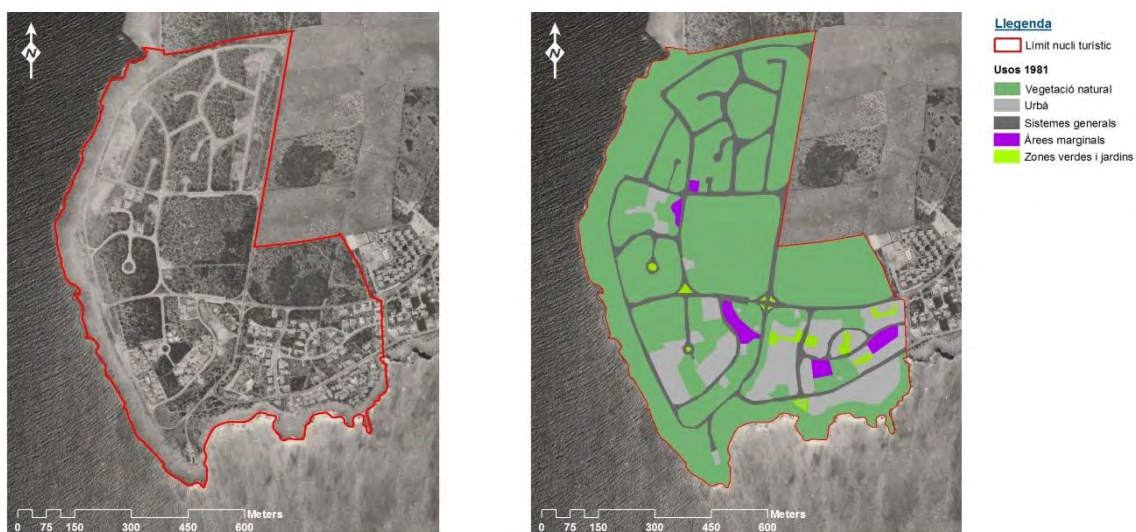 N
Meters
0 75 150 300 450 600
N
Meters
0 75 150 300 450 600
Llegenda
Límit nucli turístic
Usos 1981
Vegetació natural
Urbà
Sistemes generals
Àrees marginals
Zones verdes i jardins